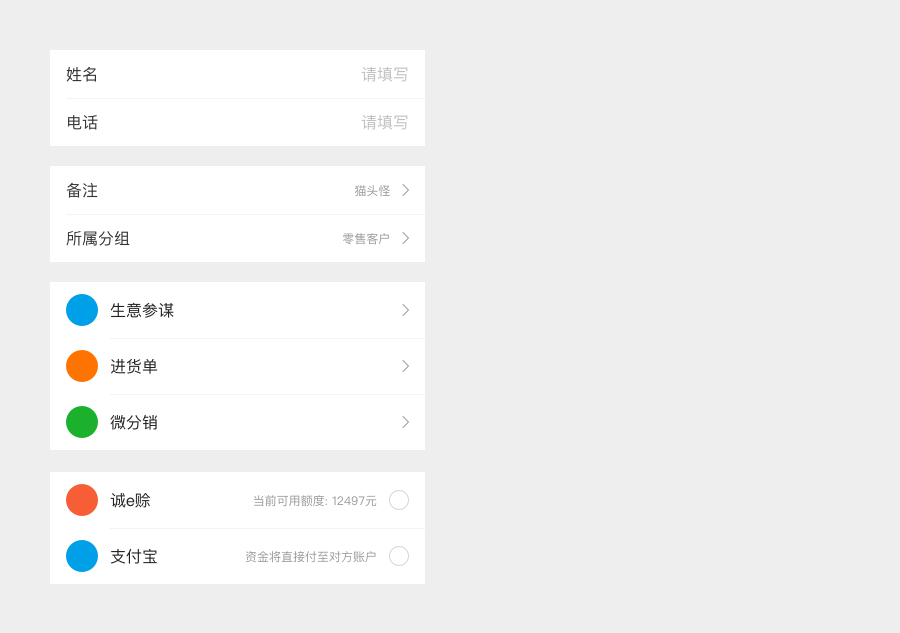 姓名 请填写
电话 请填写
备注 猫头怪
所属分组 零售客户
生意参谋
进货单
微分销
诚e赊 当前可用额度: 12497元
支付宝 资金将直接付至对方账户